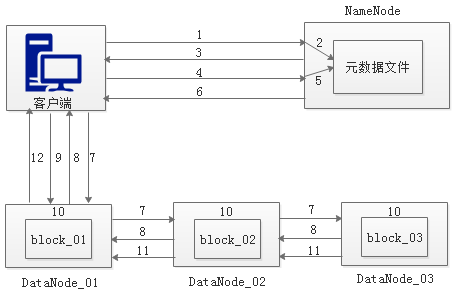 NameNode
1
3
2
元数据文件
4
5
6
客户端
12
9
8
7
10
block_01
7
8
11
10
block_02
7
8
11
10
block_03
DataNode_01
DataNode_02
DataNode_03